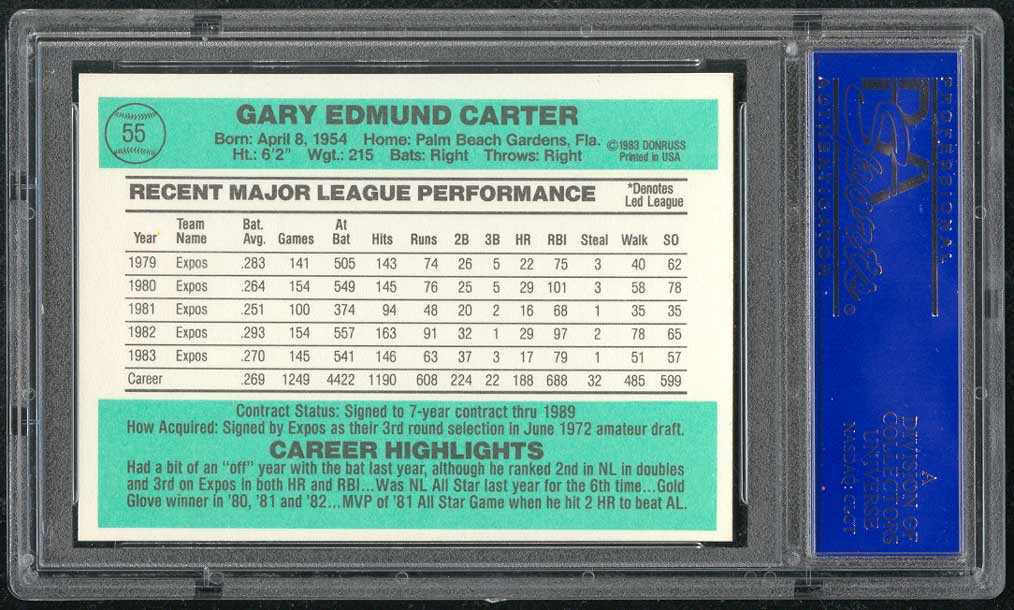 55
GARY EDMUND CARTER
Born: April 8, 1954 Home: Palm Beach Gardens, Fla.
Ht.: 6'2" Wgt.: 215 Bats: Right Throws: Right
©1983 DONRUSS
Printed in USA
RECENT MAJOR LEAGUE PERFORMANCE
*Denotes
Led League
Year Team Name Bat. Avg. Games At Bat Hits Runs 2B 3B HR RBI Steal Walk SO
1979 Expos .283 141 505 143 74 26 5 22 75 3 40 62
1980 Expos .264 154 549 145 76 25 5 29 101 3 58 78
1981 Expos .251 100 374 94 48 20 2 16 68 1 35 35
1982 Expos .293 154 557 163 91 32 1 29 97 2 78 65
1983 Expos .270 145 541 146 63 37 3 17 79 1 51 57
Career .269 1249 4422 1190 608 224 22 188 688 32 485 599
Contract Status: Signed to 7-year contract thru 1989
How Acquired: Signed by Expos as their 3rd round selection in June 1972 amateur draft.
CAREER HIGHLIGHTS
Had a bit of an "off" year with the bat last year, although he ranked 2nd in NL in doubles
and 3rd on Expos in both HR and RBI...Was NL All Star last year for the 6th time...Gold
Glove winner in '80, '81 and '82...MVP of '81 All Star Game when he hit 2 HR to beat AL.
PROFESSIONAL
PSA
AUTHENTICATOR
®
A
DIVISION OF
COLLECTORS
UNIVERSE
NASDAQ: CLCT